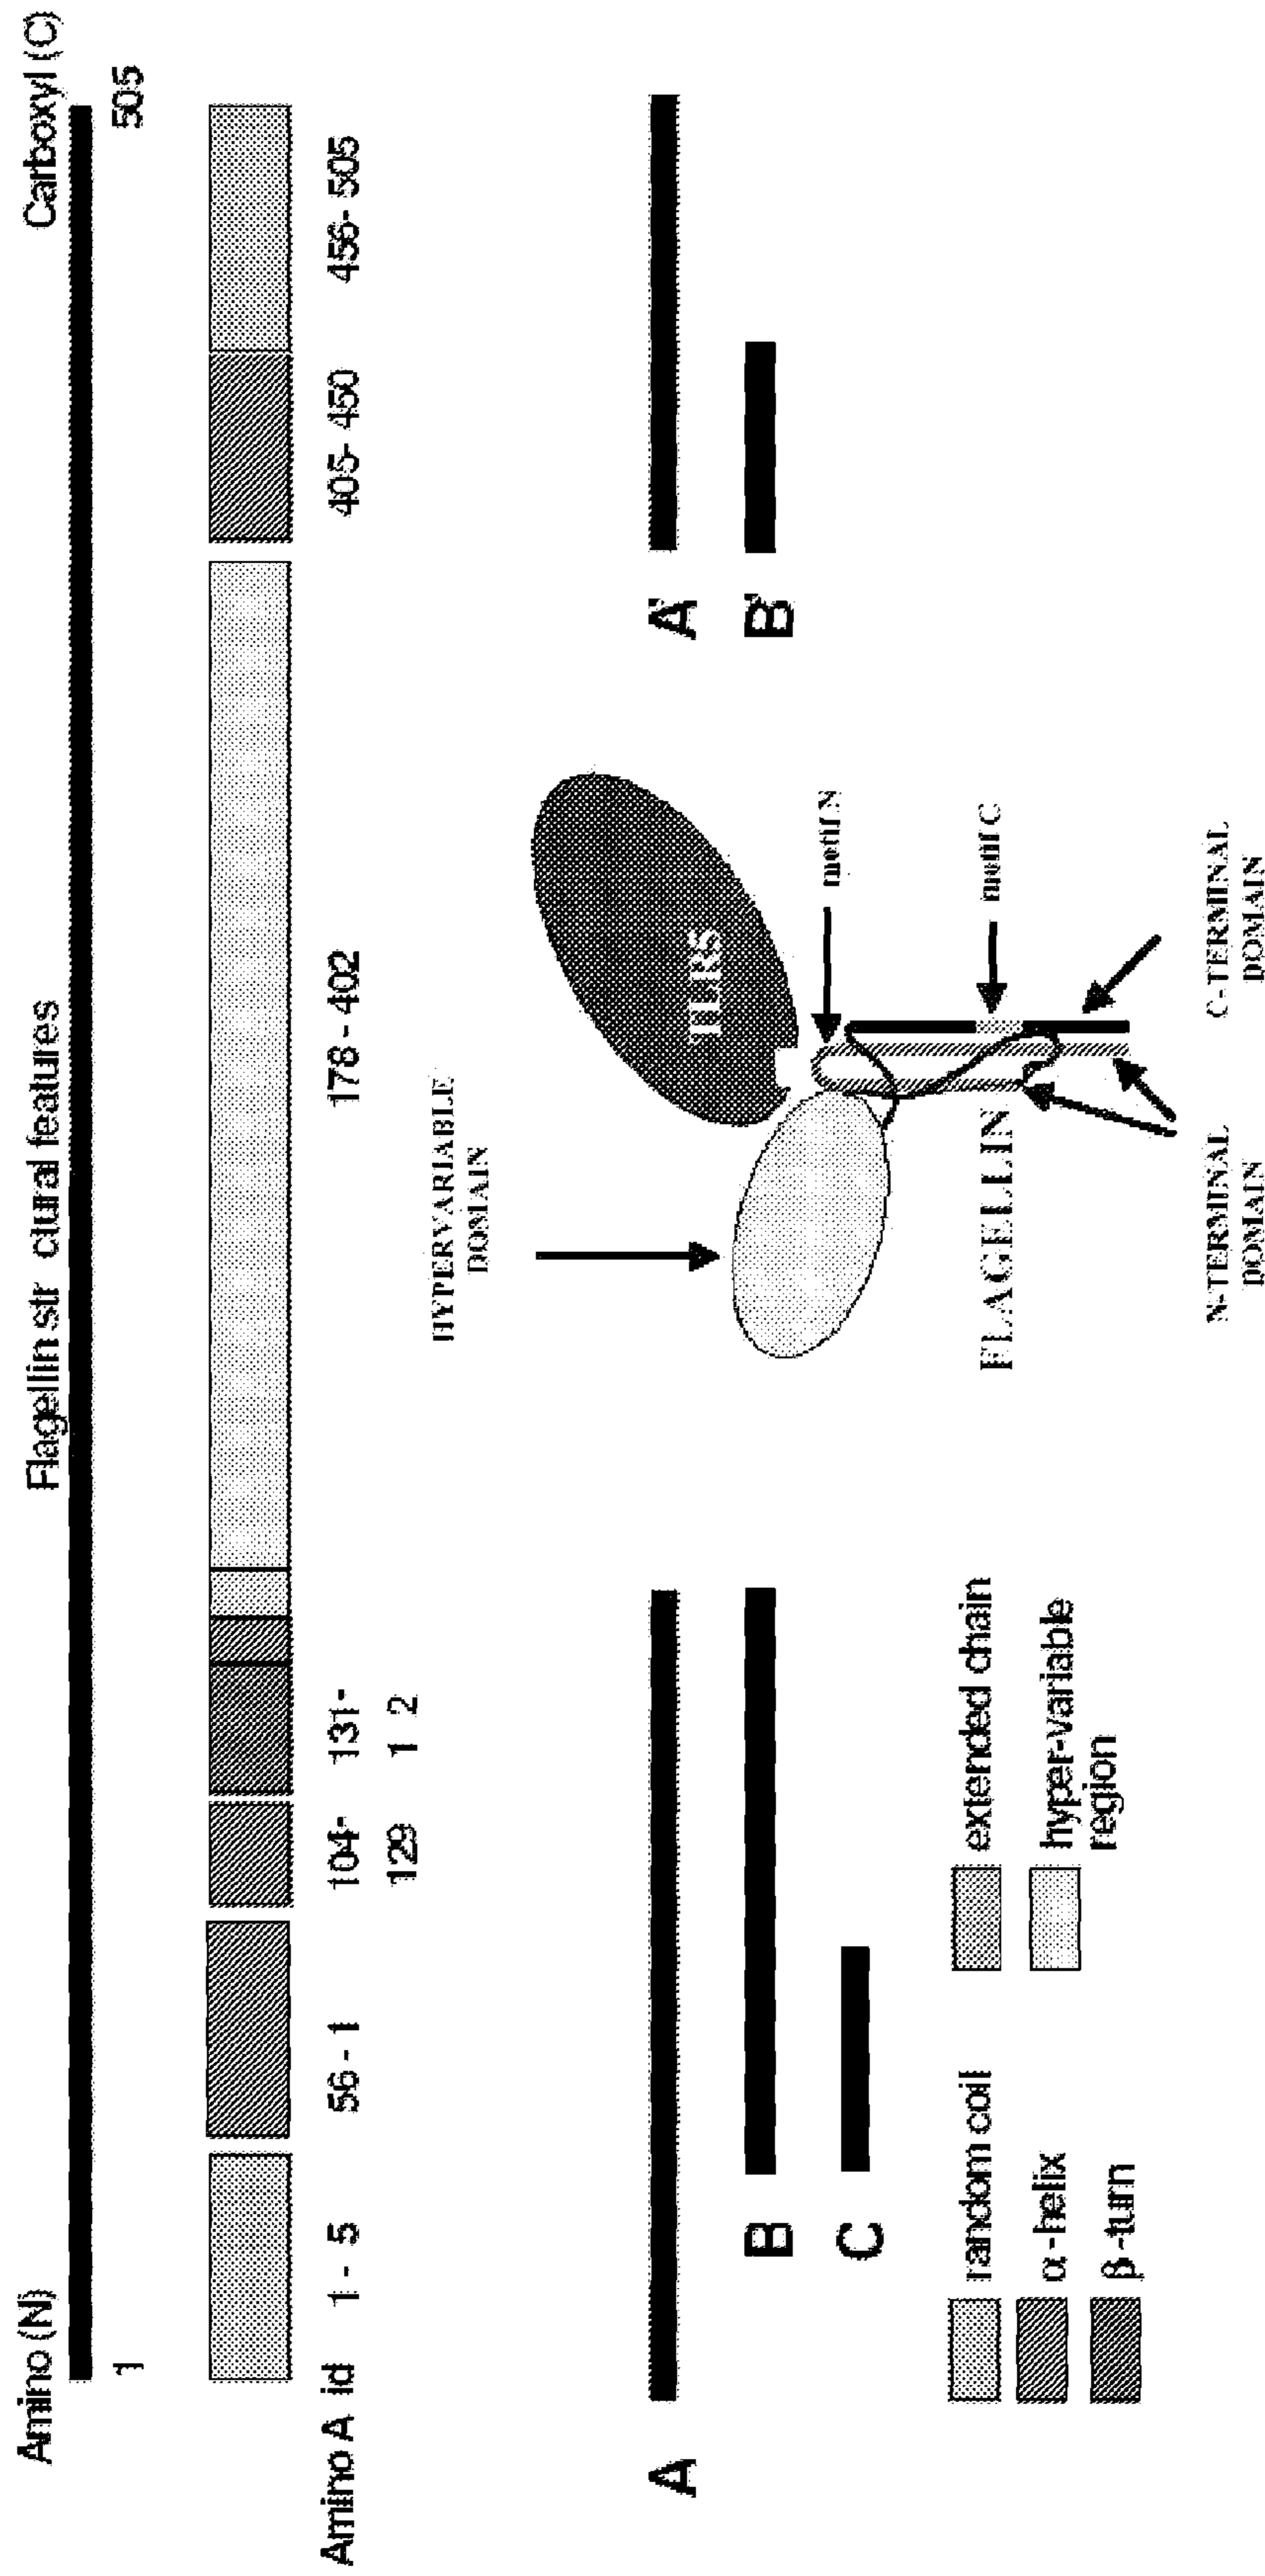 Amino (N)
Flagellin str ctural features
Carboxyl (C)
1
505
Amino A id
1 - 5
56 - 1
104-
129
131-
1 2
178 - 402
405- 450
456- 505
HYPERVARIABLE
DOMAIN
TLR5
motif N
motif C
FLAGELLIN
N-TERMINAL
DOMAIN
C-TERMINAL
DOMAIN
A
B
C
A'
B'
random coil
α -helix
β -turn
extended chain
hyper-variable
region